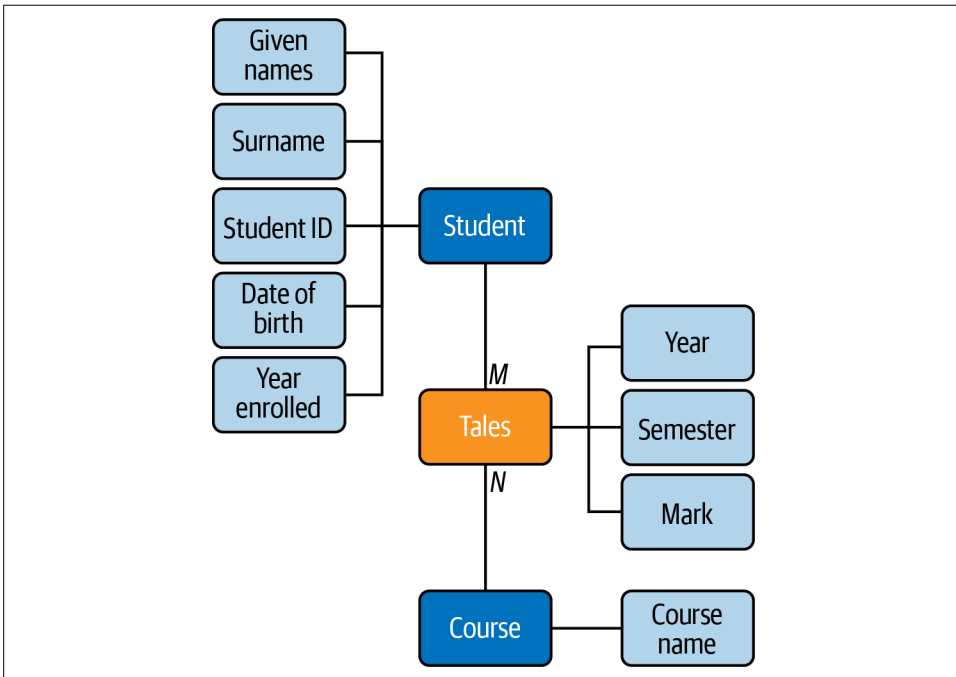 Given
names
Surname
Student ID
Date of
birth
Year
enrolled
Student
M
Tales
N
Year
Semester
Mark
Course
Course
name